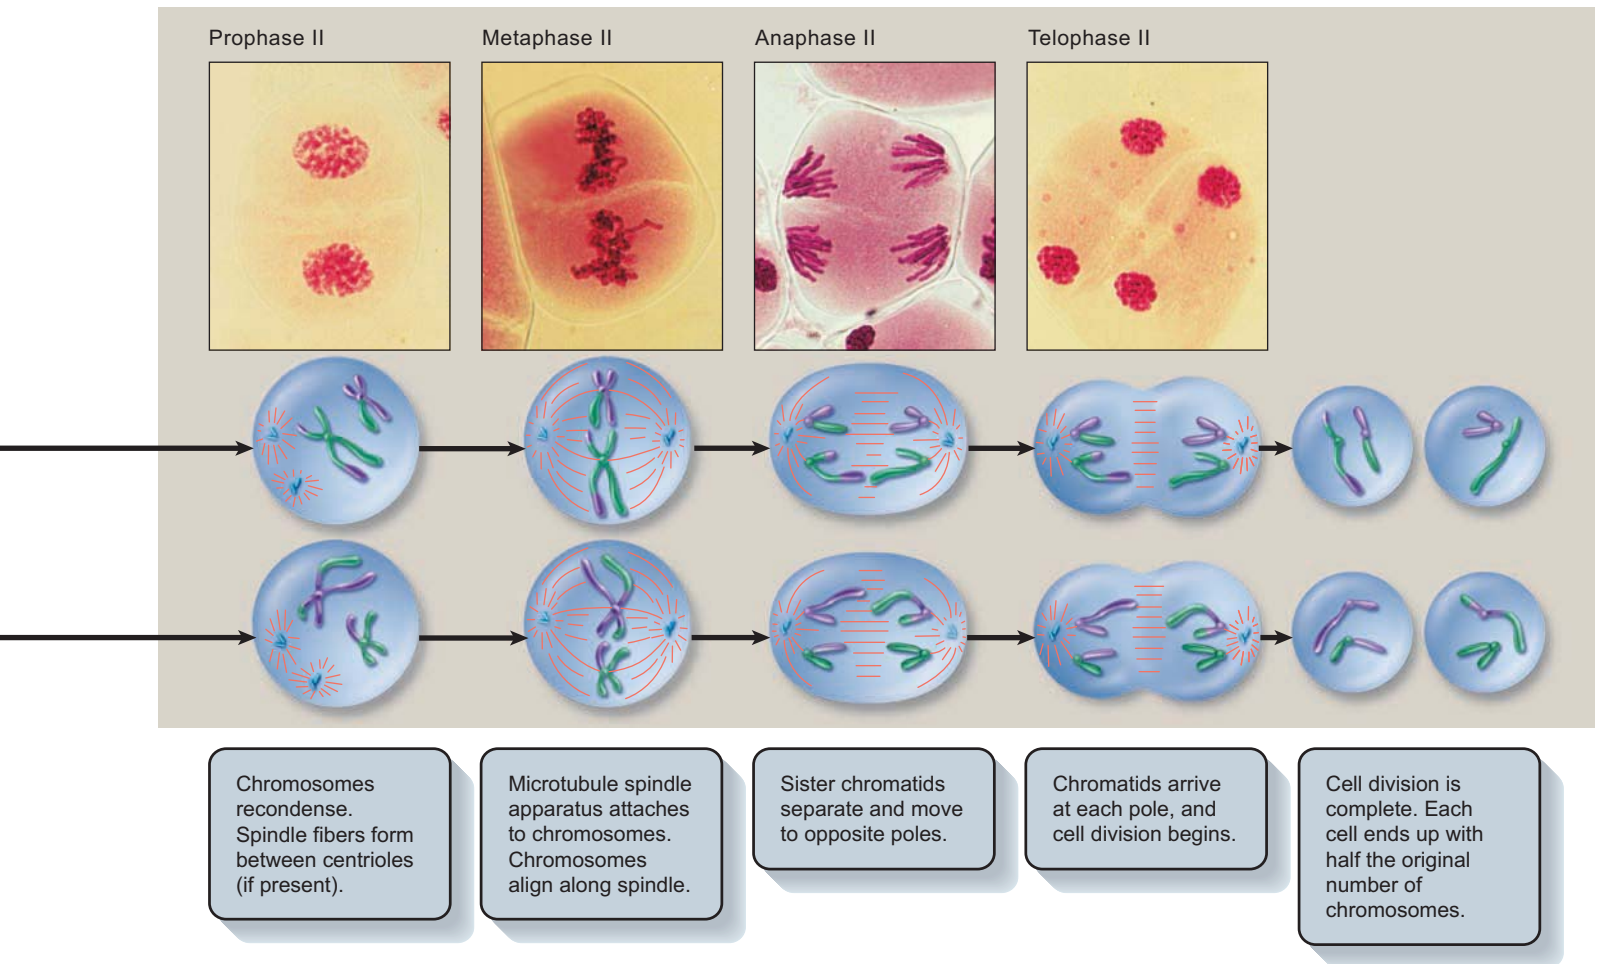 Prophase II
Metaphase II
Anaphase II
Telophase II
Chromosomes
recondense.
Spindle fibers form
between centrioles
(if present).
Microtubule spindle
apparatus attaches
to chromosomes.
Chromosomes
align along spindle.
Sister chromatids
separate and move
to opposite poles.
Chromatids arrive
at each pole, and
cell division begins.
Cell division is
complete. Each
cell ends up with
half the original
number of
chromosomes.